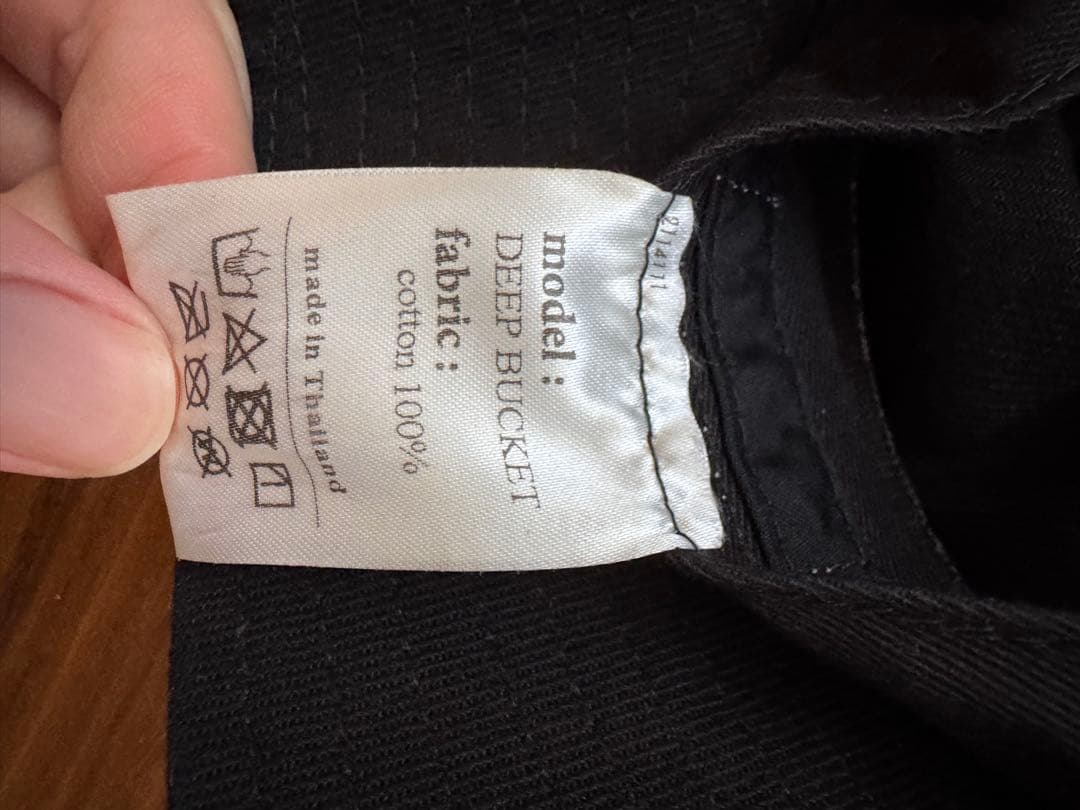 model :
DEEP BUCKET
fabric :
cotton 100%
made in Thailand